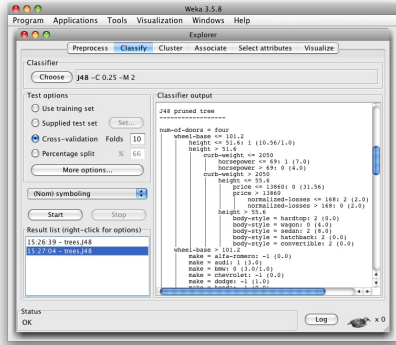 Weka 3.5.8
Program Applications Tools Visualization Windows Help
Explorer
Preprocess Classify Cluster Associate Select attributes Visualize
Classifier
Choose J48 -C 0.25 -M 2
Test options
Use training set
Supplied test set Set...
Cross-validation Folds 10
Percentage split % 66
More options...
(Nom) symboling
Start Stop
Result list (right-click for options)
15:26:39 - trees.J48
15:27:04 - trees.J48
Classifier output
J48 pruned tree
------------------
num-of-doors = four
| wheel-base <= 101.2
| | height <= 51.6: 1 (10.56/1.0)
| | height > 51.6
| | | curb-weight <= 2050
| | | | horsepower <= 69: 1 (7.0)
| | | | horsepower > 69: 0 (4.0)
| | | curb-weight > 2050
| | | | height <= 55.6
| | | | | price <= 13860: 0 (31.56)
| | | | | price > 13860
| | | | | | normalized-losses <= 168: 2 (2.0)
| | | | | | normalized-losses > 168: 0 (2.0)
| | | | height > 55.6
| | | | | body-style = hardtop: 2 (0.0)
| | | | | body-style = wagon: 0 (4.0)
| | | | | body-style = sedan: 2 (8.0)
| | | | | body-style = hatchback: 2 (0.0)
| | | | | body-style = convertible: 2 (0.0)
| wheel-base > 101.2
| | make = alfa-romero: -1 (0.0)
| | make = audi: 1 (3.0)
| | make = bmw: 0 (3.0/1.0)
| | make = chevrolet: -1 (0.0)
| | make = dodge: -1 (1.0)
Status
OK
Log x 0